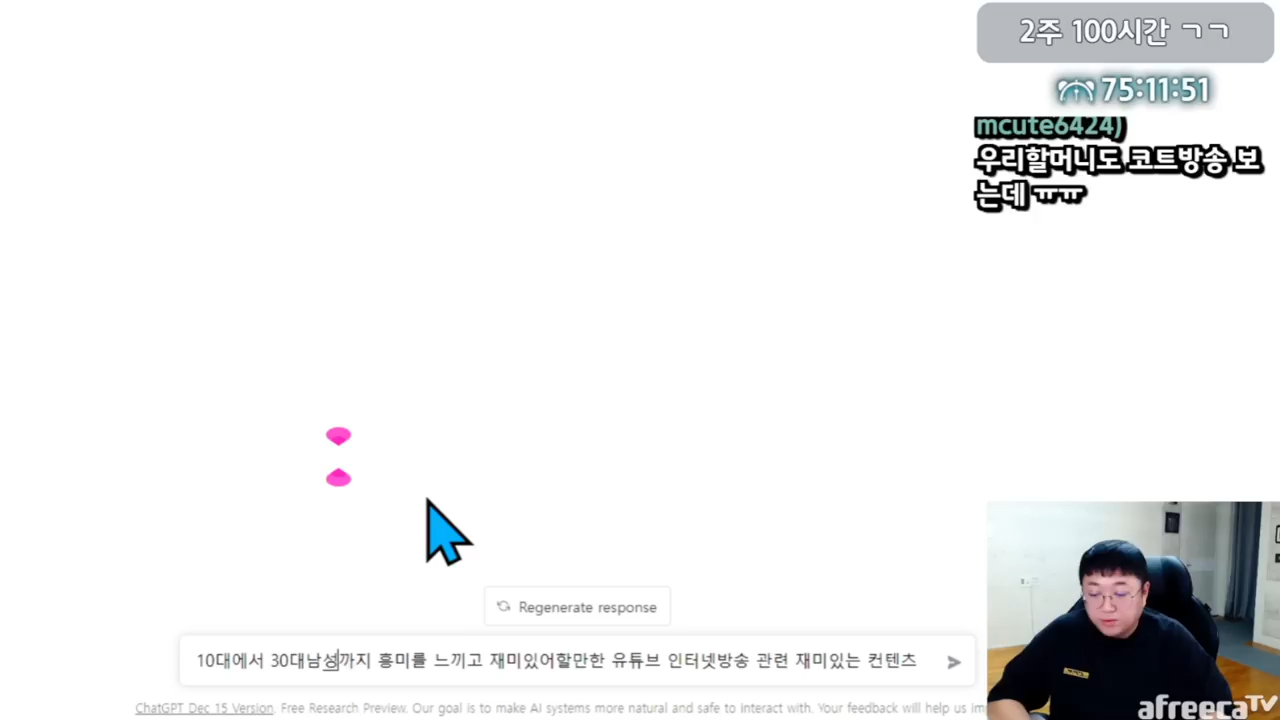 2주 100시간 ㄱㄱ
75:11:51
mcute6424)
우리할머니도 코트방송 보
는데 ㅠㅠ
Regenerate response
10대에서 30대남성까지 흥미를 느끼고 재미있어할만한 유튜브 인터넷방송 관련 재미있는 컨텐츠
ChatGPT Dec 15 Version. Free Research Preview. Our goal is to make AI systems more natural and safe to interact with. Your feedback will help us
afreecaTV